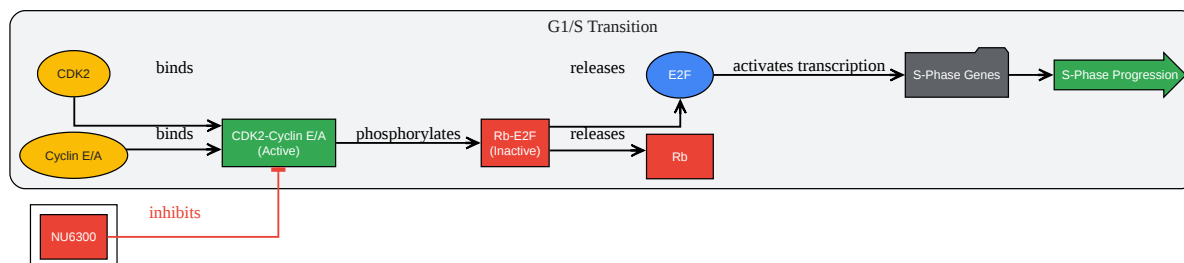 G1/S Transition
CDK2
binds
releases
E2F
activates transcription
S-Phase Genes
S-Phase Progression
Cyclin E/A
binds
CDK2-Cyclin E/A
(Active)
phosphorylates
Rb-E2F
(Inactive)
releases
Rb
NU6300
inhibits